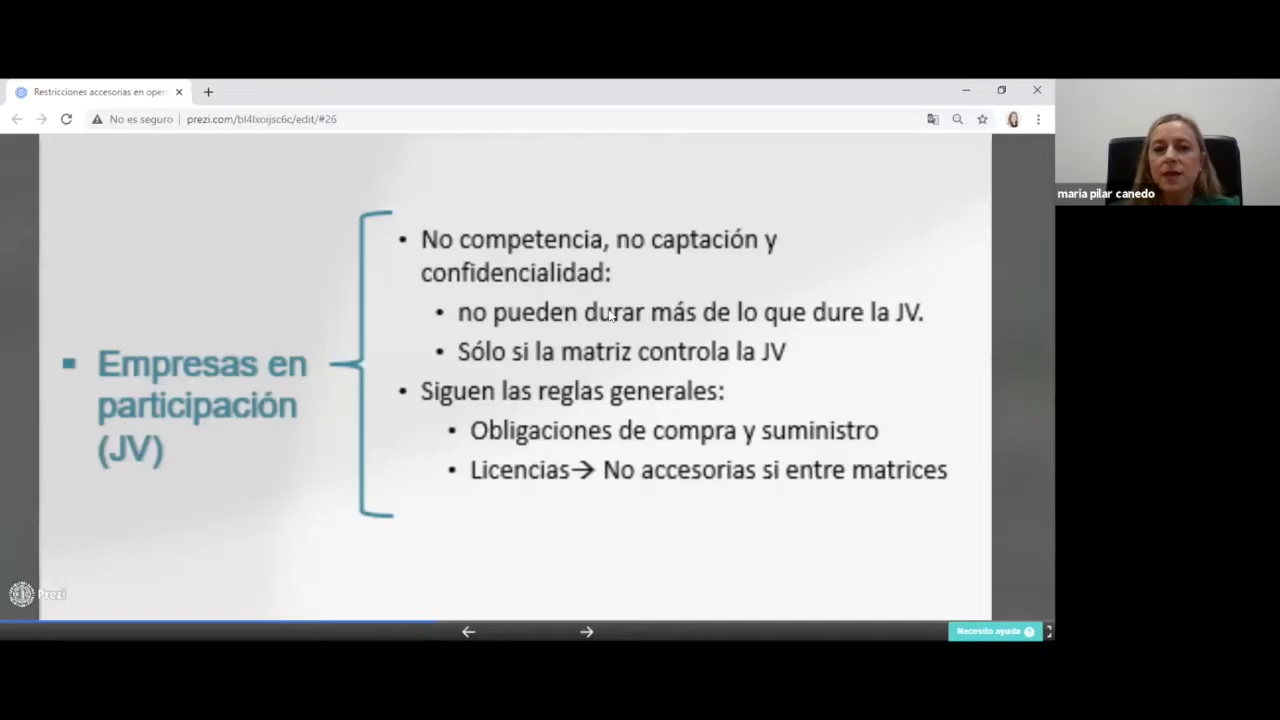 Restricciones accesorias en oper
No es seguro
prezi.com/bl4lxoijsc6c/edit/#26
maria pilar canedo
No competencia, no captación y
confidencialidad:
no pueden durar más de lo que dure la JV.
Sólo si la matriz controla la JV
Empresas en
participación
(JV)
Siguen las reglas generales:
Obligaciones de compra y suministro
Licencias→ No accesorias si entre matrices
Prezi
Necesito ayuda